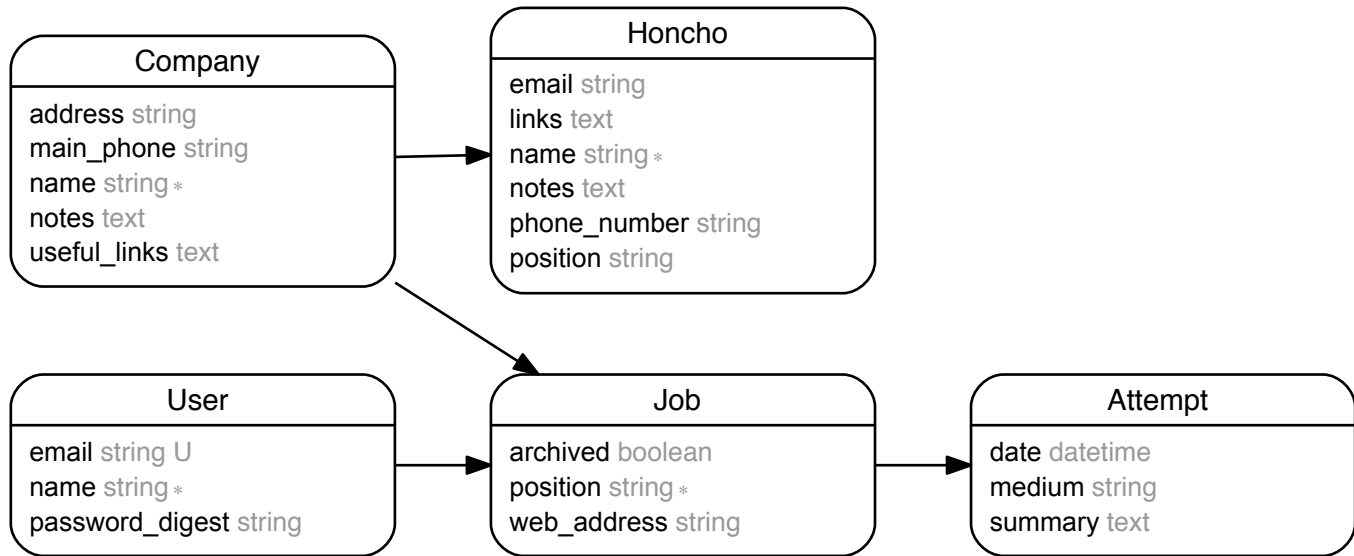 Company
address string
main_phone string
name string *
notes text
useful_links text
Honcho
email string
links text
name string *
notes text
phone_number string
position string
User
email string U
name string *
password_digest string
Job
archived boolean
position string *
web_address string
Attempt
date datetime
medium string
summary text